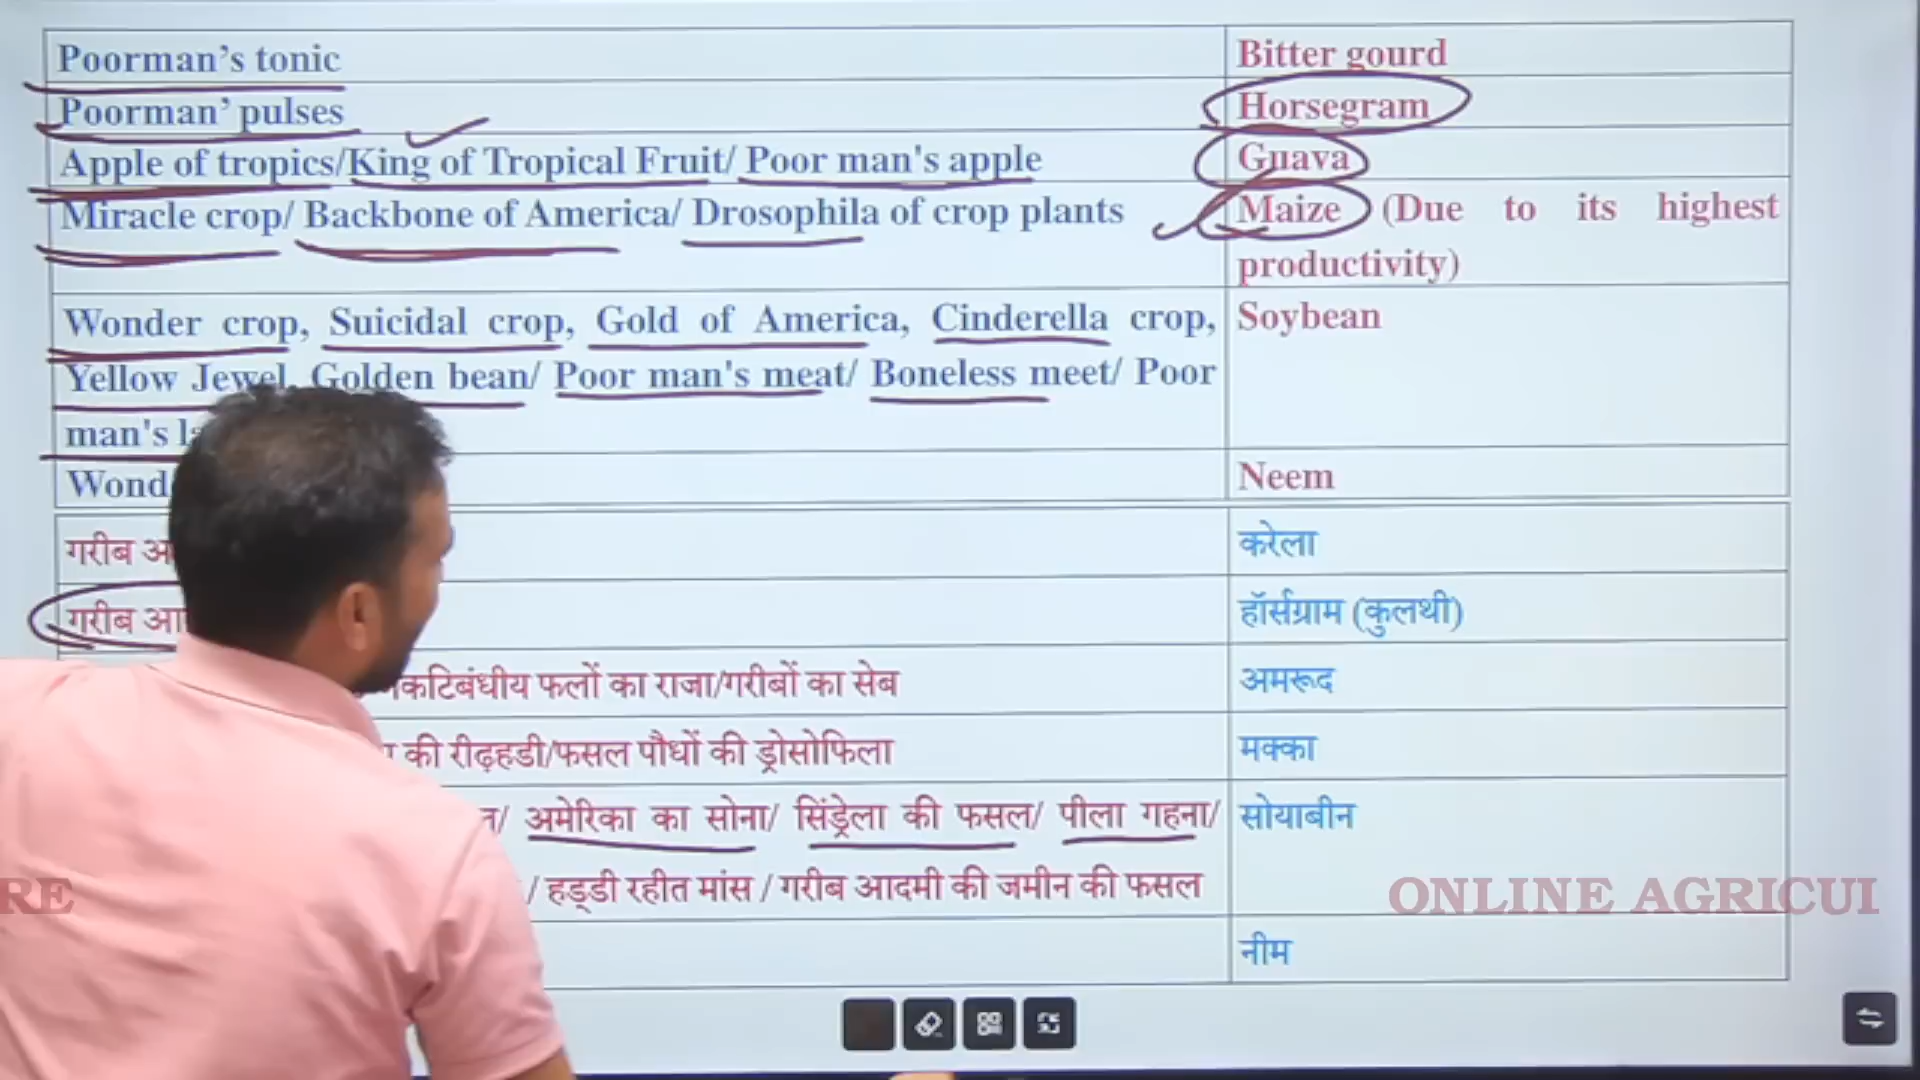 Poorman's tonic
Bitter gourd
Poorman' pulses
Horsegram
Apple of tropics/King of Tropical Fruit/ Poor man's apple
Guava
Miracle crop/ Backbone of America/ Drosophila of crop plants
Maize (Due to its highest
productivity)
Wonder crop, Suicidal crop, Gold of America, Cinderella crop,
Soybean
Yellow Jewel, Golden bean/ Poor man's meat/ Boneless meet/ Poor
man's
Neem
गरीब
करेला
गरीब
हॉर्सग्राम (कुलथी)
फलों का राजा/गरीबों का सेब
अमरूद
की रीढ़हडी/फसल पौधों की ड्रोसोफिला
मक्का
अमेरिका का सोना/ सिंड्रेला की फसल/ पीला गहना/
सोयाबीन
/ हड्डी रहीत मांस / गरीब आदमी की जमीन की फसल
नीम
RE
ONLINE AGRICUI